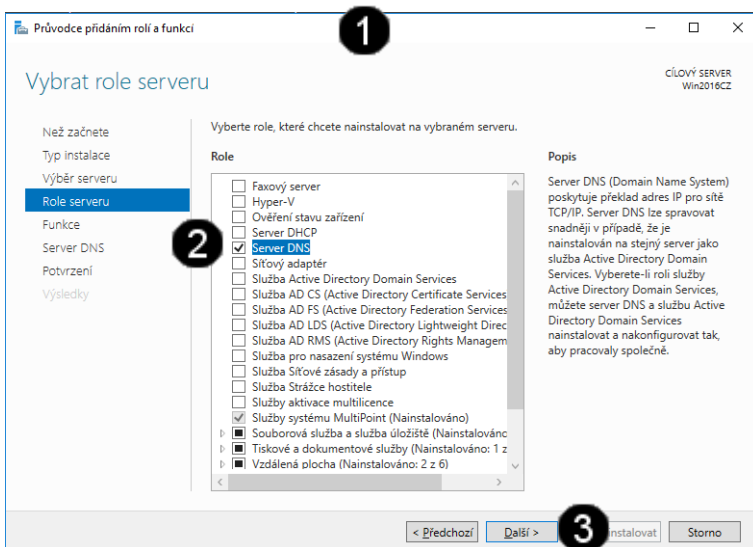 Průvodce přidáním rolí a funkcí
1
Vybrat role serveru
CÍLOVÝ SERVER
Win2016CZ
Než začnete
Typ instalace
Výběr serveru
Role serveru
Funkce
Server DNS
Potvrzení
Výsledky
Vyberte role, které chcete nainstalovat na vybraném serveru.
Role
2
Faxový server
Hyper-V
Ověření stavu zařízení
Server DHCP
Server DNS
Síťový adaptér
Služba Active Directory Domain Services
Služba AD CS (Active Directory Certificate Services
Služba AD FS (Active Directory Federation Services
Služba AD LDS (Active Directory Lightweight Direc
Služba AD RMS (Active Directory Rights Managem
Služba pro nasazení systému Windows
Služba Síťové zásady a přístup
Služba Strážce hostitele
Služby aktivace multilicence
Služby systému MultiPoint (Nainstalováno)
Souborová služba a služba úložiště (Nainstalováno
Tiskové a dokumentové služby (Nainstalováno: 1 z
Vzdálená plocha (Nainstalováno: 2 z 6)
Popis
Server DNS (Domain Name System)
poskytuje překlad adres IP pro sítě
TCP/IP. Server DNS lze spravovat
snadněji v případě, že je
nainstalován na stejný server jako
služba Active Directory Domain
Services. Vyberete-li roli služby
Active Directory Domain Services,
můžete server DNS a službu Active
Directory Domain Services
nainstalovat a nakonfigurovat tak,
aby pracovaly společně.
< Předchozí
Další >
3
nstalovat
Storno